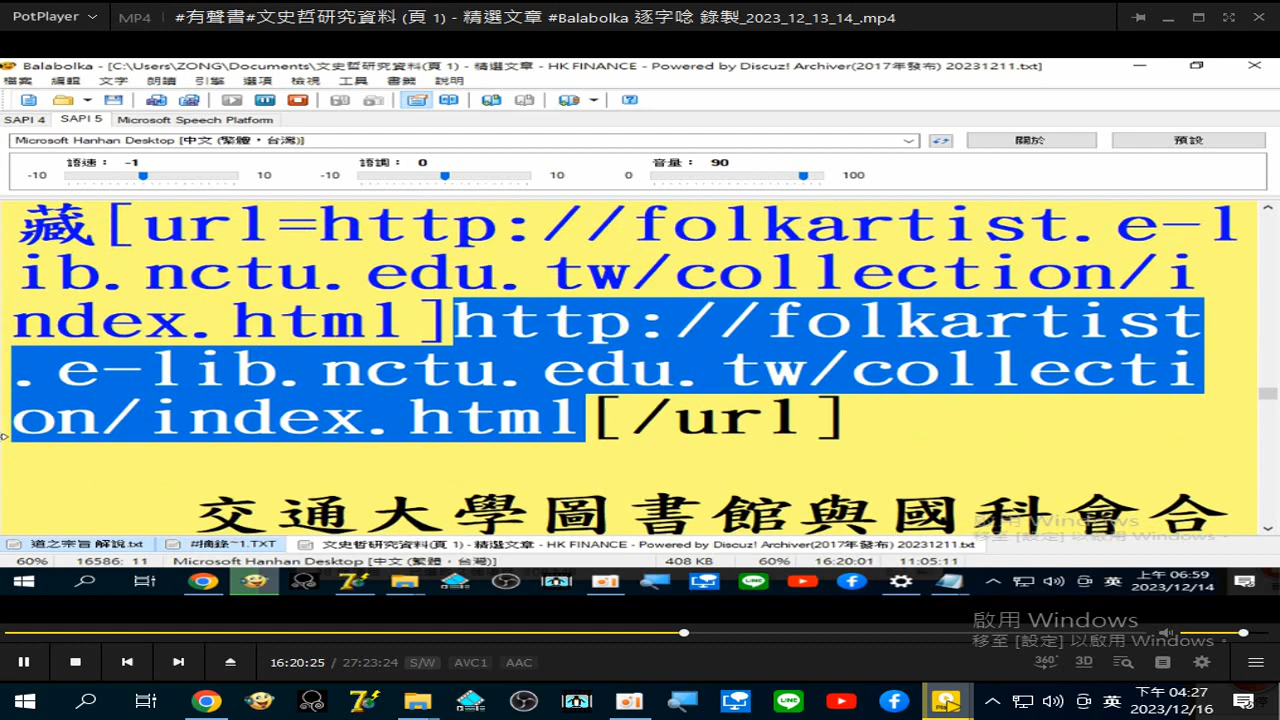 PotPlayer MP4 #有聲書#文史哲研究資料 (頁 1) - 精選文章 #Balabolka 逐字唸 錄製_2023_12_13_14_.mp4
Balabolka - [C:\Users\ZONG\Documents\文史哲研究資料(頁 1) - 精選文章 - HK FINANCE - Powered by Discuz! Archiver(2017年發布) 20231211.txt]
檔案 編輯 文字 朗讀 引擎 選項 檢視 工具 書籤 說明
SAPI 4 SAPI 5 Microsoft Speech Platform
Microsoft Hanhan Desktop [中文 (繁體，台灣)] 關於 預設
語速： -1 語調： 0 音量： 90
-10 10 -10 10 0 100
藏[url=http://folkartist.e-l
ib.nctu.edu.tw/collection/i
ndex.html]http://folkartist
.e-lib.nctu.edu.tw/collecti
on/index.html[/url]
交通大學圖書館與國科會合
啟用 Windows
移至 [設定] 以啟用 Windows。
道之宗旨 解說.txt #摘錄~1.TXT 文史哲研究資料(頁 1) - 精選文章 - HK FINANCE - Powered by Discuz! Archiver(2017年發布) 20231211.txt
60% 16586: 11 Microsoft Hanhan Desktop [中文 (繁體，台灣)] 408 KB 60% 16:20:01 11:05:11
英 上午 06:59
2023/12/14
啟用 Windows
移至 [設定] 以啟用 Windows。
16:20:25 / 27:23:24 S/W AVC1 AAC 360° 3D
英 下午 04:27
2023/12/16